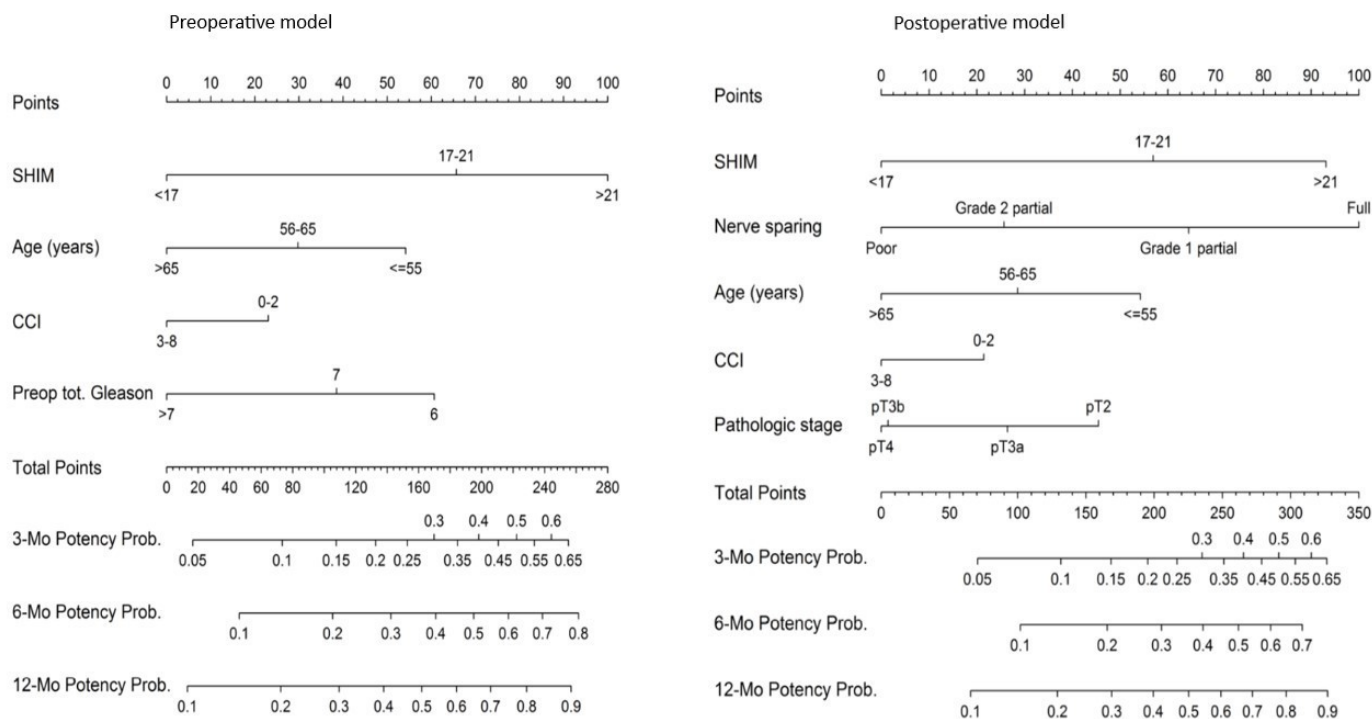 Preoperative model
0 10 20 30 40 50 60 70 80 90 100
Points
17-21
SHIM
<17 >21
56-65
Age (years)
>65 <=55
0-2
CCI
3-8
7
Preop tot. Gleason
>7 6
Total Points
0 20 40 60 80 120 160 200 240 280
0.3 0.4 0.5 0.6
3-Mo Potency Prob.
0.05 0.1 0.15 0.2 0.25 0.35 0.45 0.55 0.65
6-Mo Potency Prob.
0.1 0.2 0.3 0.4 0.5 0.6 0.7 0.8
12-Mo Potency Prob.
0.1 0.2 0.3 0.4 0.5 0.6 0.7 0.8 0.9
Postoperative model
0 10 20 30 40 50 60 70 80 90 100
Points
17-21
SHIM
<17 >21
Grade 2 partial Full
Nerve sparing
Poor Grade 1 partial
56-65
Age (years)
>65 <=55
0-2
CCI
3-8
pT3b pT2
Pathologic stage
pT4 pT3a
Total Points
0 50 100 150 200 250 300 350
0.3 0.4 0.5 0.6
3-Mo Potency Prob.
0.05 0.1 0.15 0.2 0.25 0.35 0.45 0.55 0.65
6-Mo Potency Prob.
0.1 0.2 0.3 0.4 0.5 0.6 0.7
12-Mo Potency Prob.
0.1 0.2 0.3 0.4 0.5 0.6 0.7 0.8 0.9